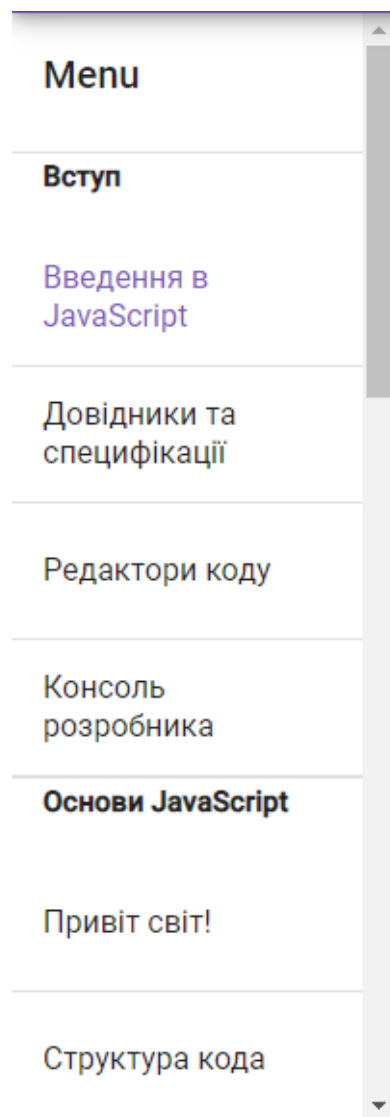 Menu
Вступ
Введення в
JavaScript
Довідники та
специфікації
Редактори коду
Консоль
розробника
Основи JavaScript
Привіт світ!
Структура кода